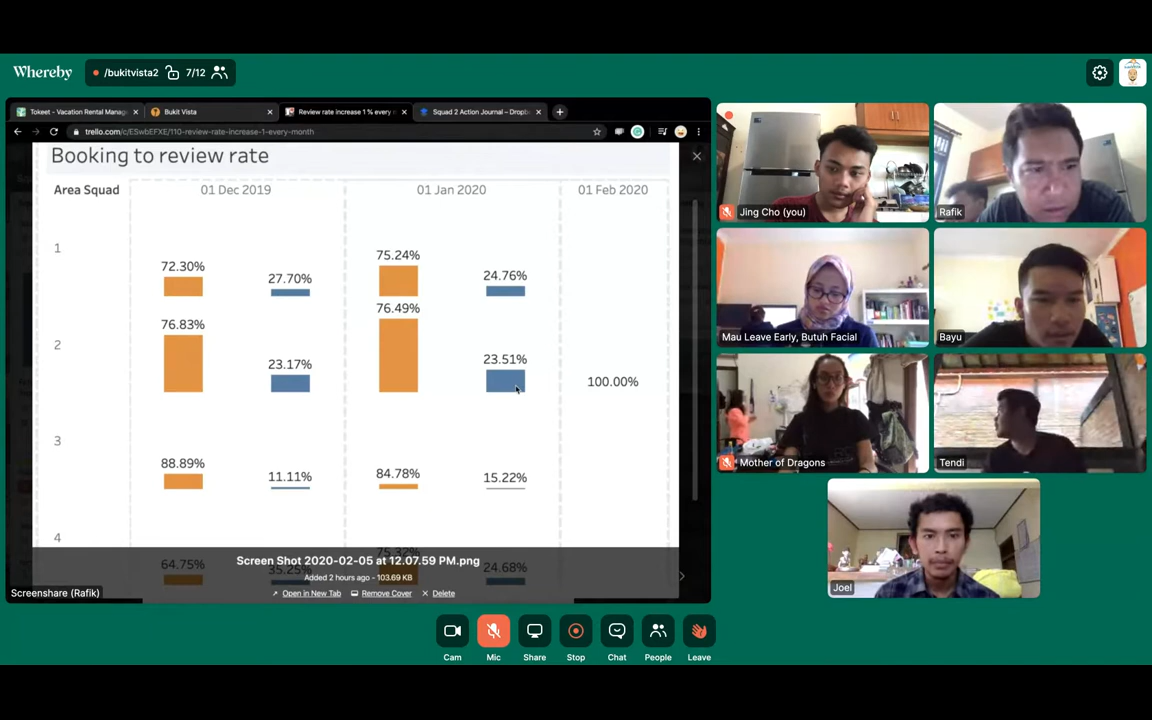 Whereby
/bukitvista2
7/12
Tokeet – Vacation Rental Manag
Bukit Vista
Review rate increase 1 % every
Squad 2 Action Journal – Dropb
trello.com/c/ESwbEFXE/110-review-rate-increase-1-every-month
Booking to review rate
Area Squad
01 Dec 2019
01 Jan 2020
01 Feb 2020
1
72.30%
27.70%
75.24%
24.76%
2
76.83%
23.17%
76.49%
23.51%
100.00%
3
88.89%
11.11%
84.78%
15.22%
4
64.75%
35.25%
75.32%
24.68%
Screen Shot 2020-02-05 at 12.07.59 PM.png
Added 2 hours ago - 103.69 KB
Open in New Tab
Remove Cover
Delete
Screenshare (Rafik)
Jing Cho (you)
Rafik
Mau Leave Early, Butuh Facial
Bayu
Mother of Dragons
Tendi
Joel
Cam
Mic
Share
Stop
Chat
People
Leave